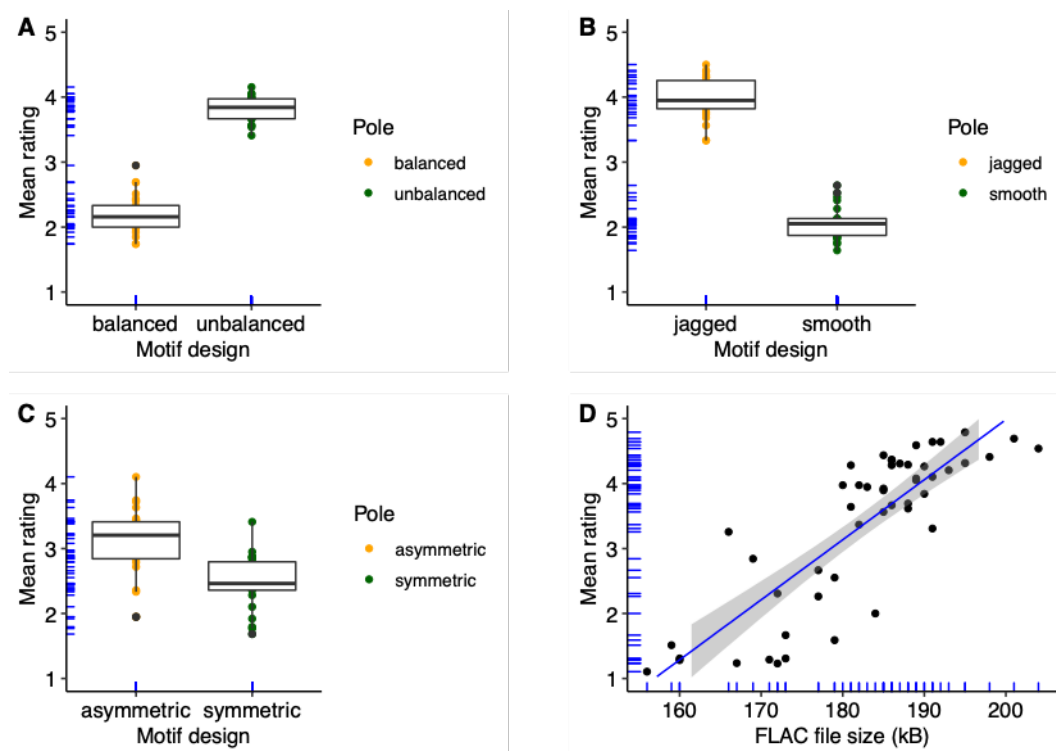 A
Mean rating
5
4
3
2
1
balanced unbalanced
Motif design
Pole
balanced
unbalanced
B
Mean rating
5
4
3
2
1
jagged smooth
Motif design
Pole
jagged
smooth
C
Mean rating
5
4
3
2
1
asymmetric symmetric
Motif design
Pole
asymmetric
symmetric
D
Mean rating
5
4
3
2
1
160 170 180 190 200
FLAC file size (kB)